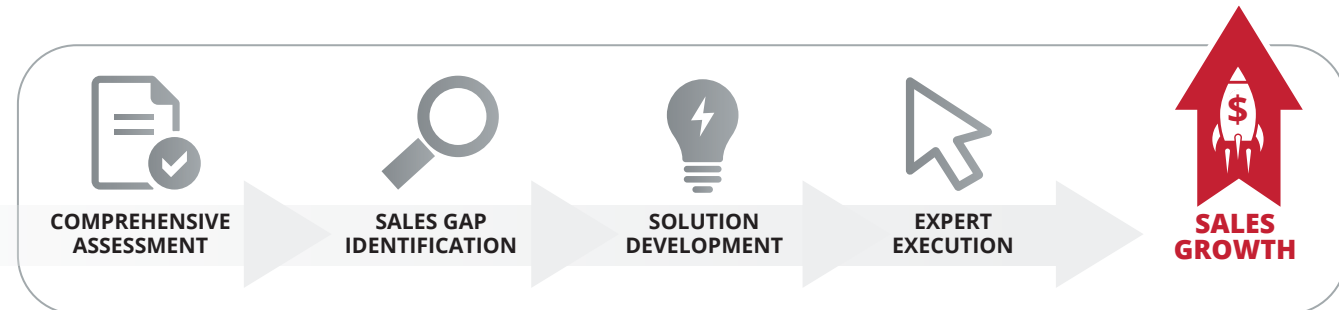 COMPREHENSIVE
ASSESSMENT
SALES GAP
IDENTIFICATION
SOLUTION
DEVELOPMENT
EXPERT
EXECUTION
$
SALES
GROWTH